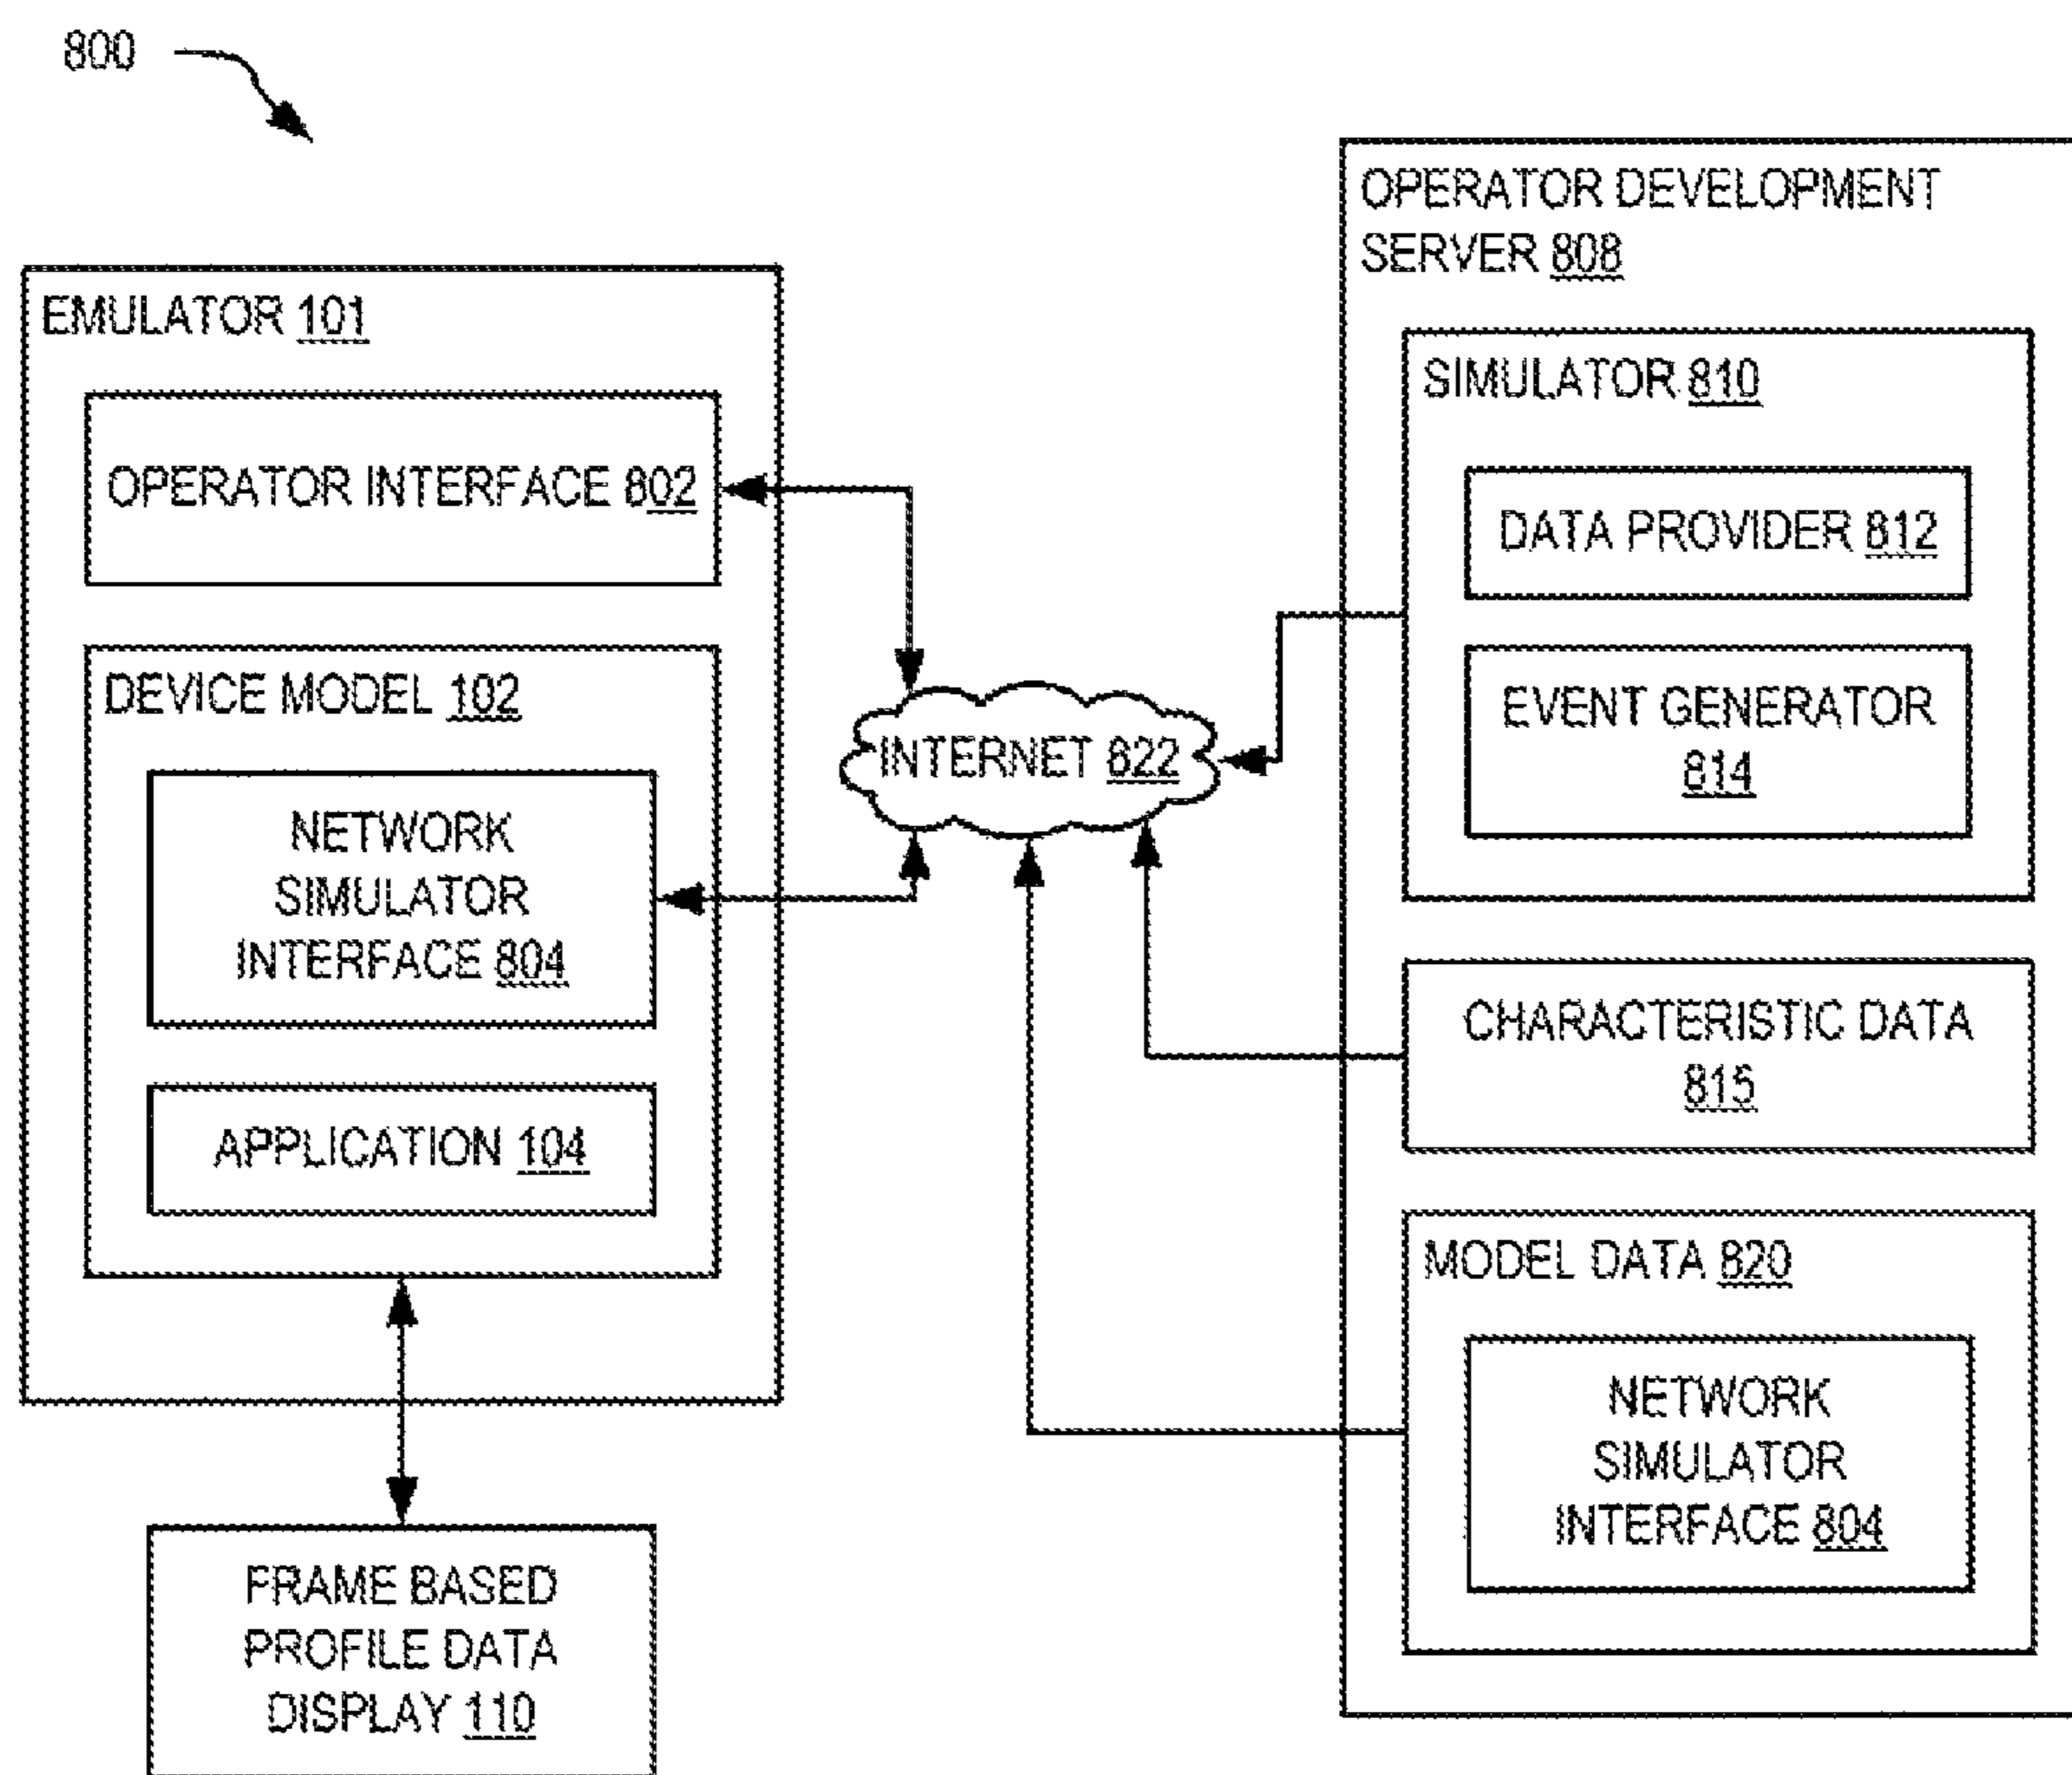 800
EMULATOR 101
OPERATOR INTERFACE 802
DEVICE MODEL 102
NETWORK
SIMULATOR
INTERFACE 804
APPLICATION 104
FRAME BASED
PROFILE DATA
DISPLAY 110
INTERNET 822
OPERATOR DEVELOPMENT
SERVER 808
SIMULATOR 810
DATA PROVIDER 812
EVENT GENERATOR
814
CHARACTERISTIC DATA
815
MODEL DATA 820
NETWORK
SIMULATOR
INTERFACE 804